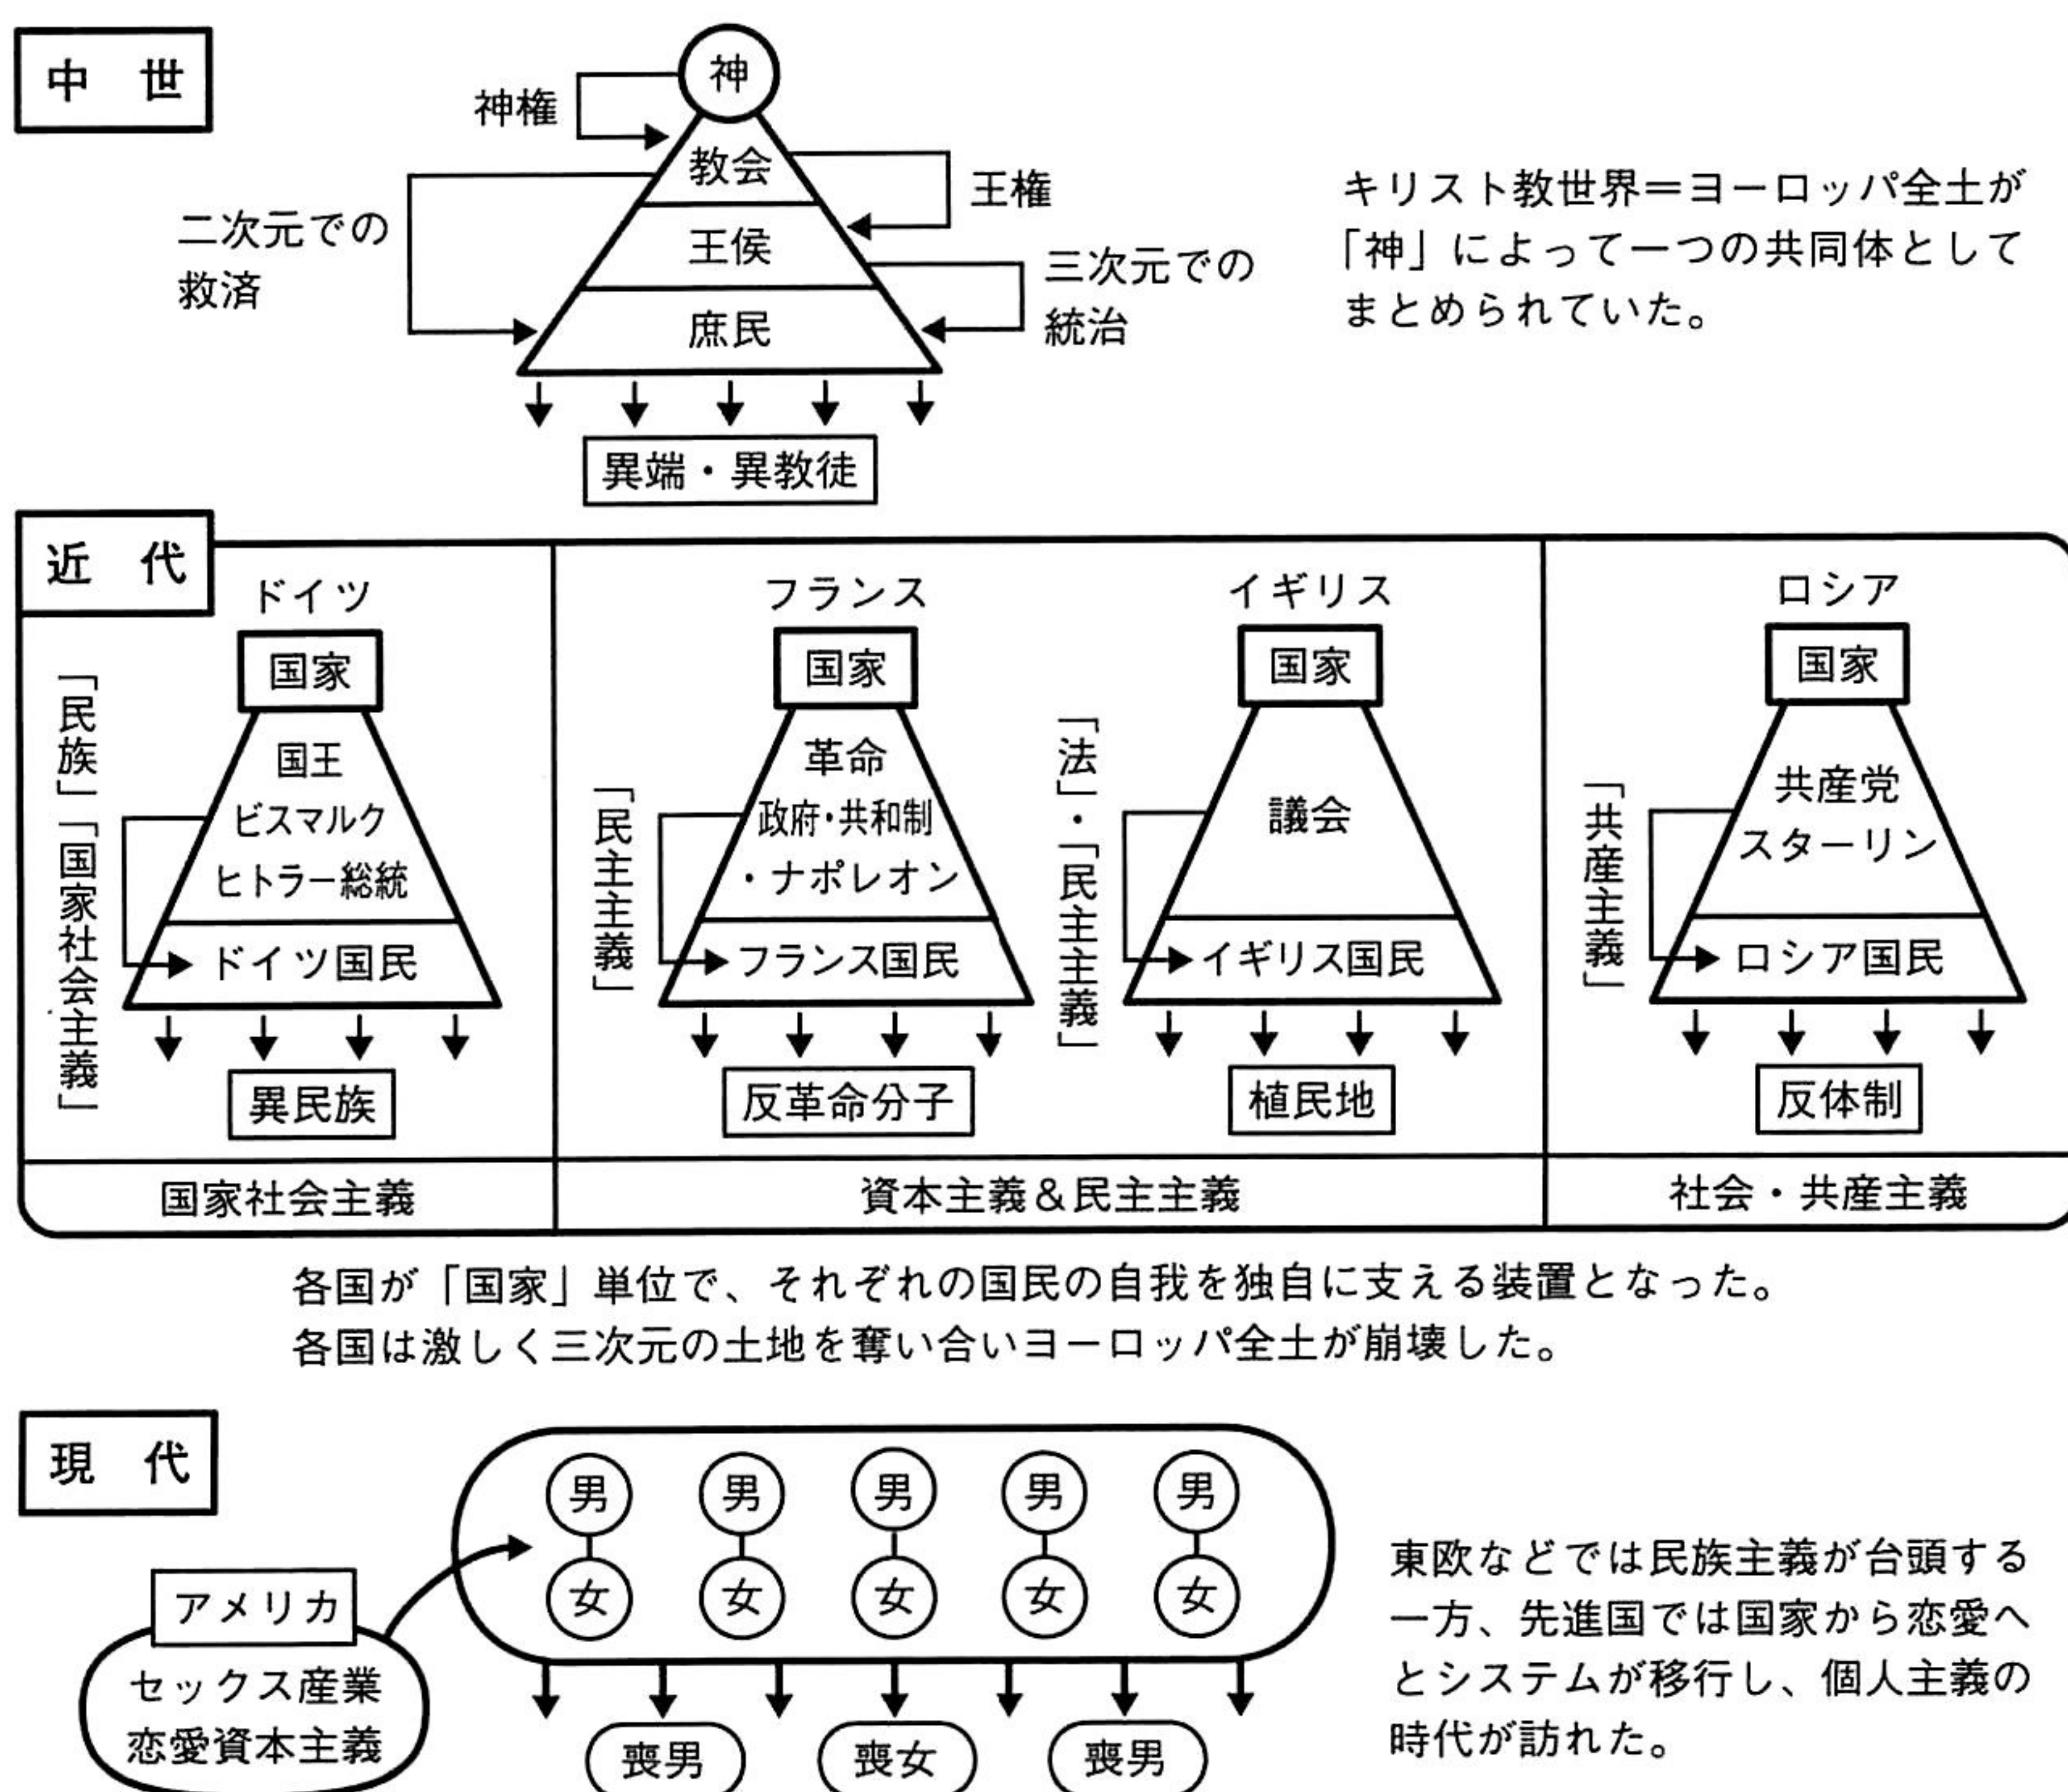 中 世
神
神権
教会
王権
二次元での
救済
王侯
三次元での
統治
庶民
異端・異教徒
キリスト教世界＝ヨーロッパ全土が
「神」によって一つの共同体として
まとめられていた。
近 代
ドイツ
国家
「民族」「国家社会主義」
国王
ビスマルク
ヒトラー総統
ドイツ国民
異民族
国家社会主義
フランス
国家
「民主主義」
革命
政府・共和制
・ナポレオン
フランス国民
反革命分子
イギリス
国家
「法」・「民主主義」
議会
イギリス国民
植民地
資本主義＆民主主義
ロシア
国家
「共産主義」
共産党
スターリン
ロシア国民
反体制
社会・共産主義
各国が「国家」単位で、それぞれの国民の自我を独自に支える装置となった。
各国は激しく三次元の土地を奪い合いヨーロッパ全土が崩壊した。
現 代
男 男 男 男 男
女 女 女 女 女
アメリカ
セックス産業
恋愛資本主義
喪男 喪女 喪男
東欧などでは民族主義が台頭する
一方、先進国では国家から恋愛へ
とシステムが移行し、個人主義の
時代が訪れた。